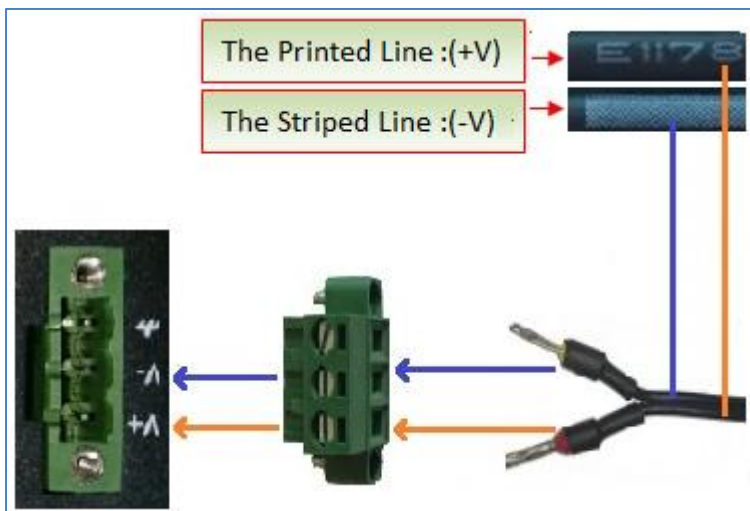 The Printed Line :(+V)
E1178
The Striped Line :(-V)
V-
V+